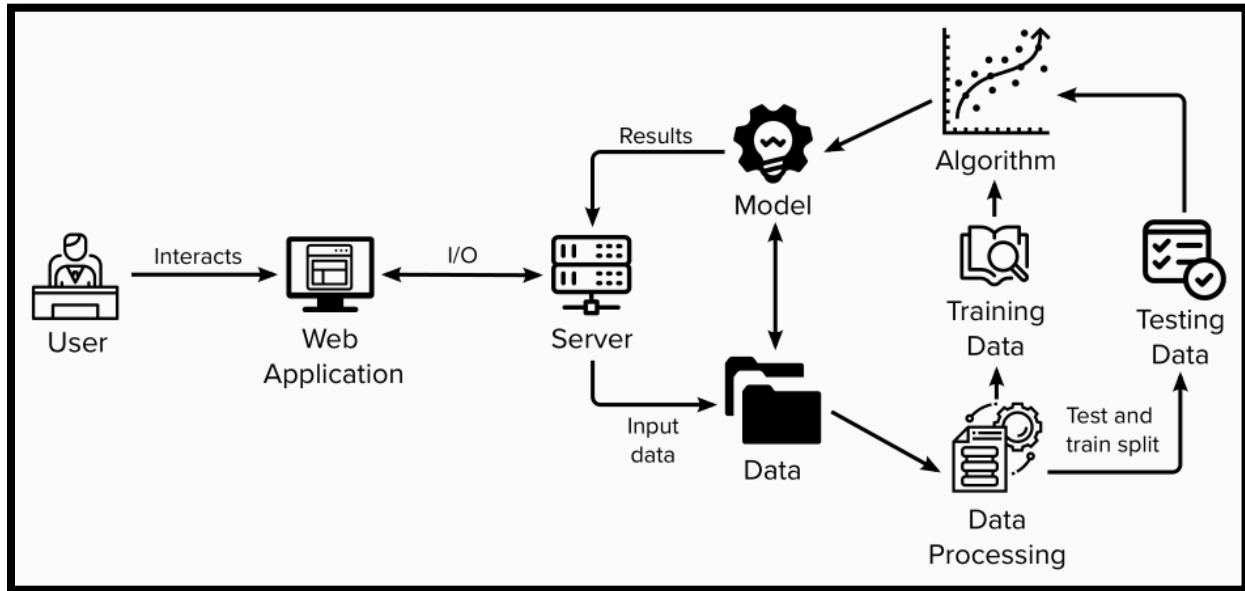 Results
Algorithm
Model
Interacts
I/O
User
Web
Application
Server
Training
Data
Testing
Data
Input
data
Data
Test and
train split
Data
Processing